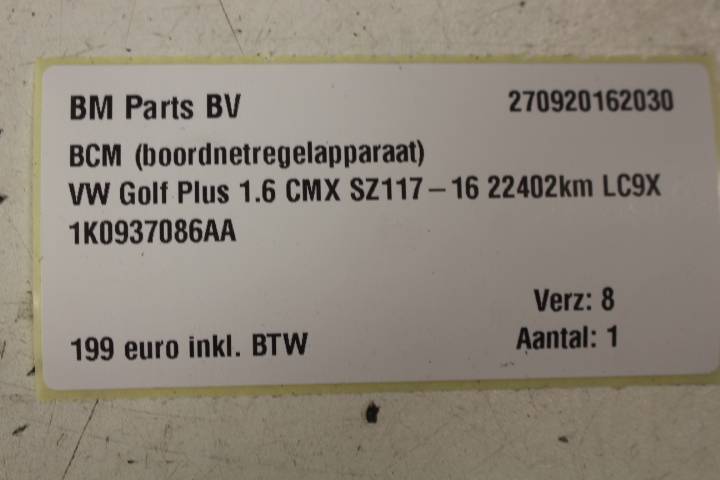 BM Parts BV 270920162030
BCM (boordnetregelapparaat)
VW Golf Plus 1.6 CMX SZ117-16 22402km LC9X
1K0937086AA
Verz: 8
199 euro inkl. BTW Aantal: 1